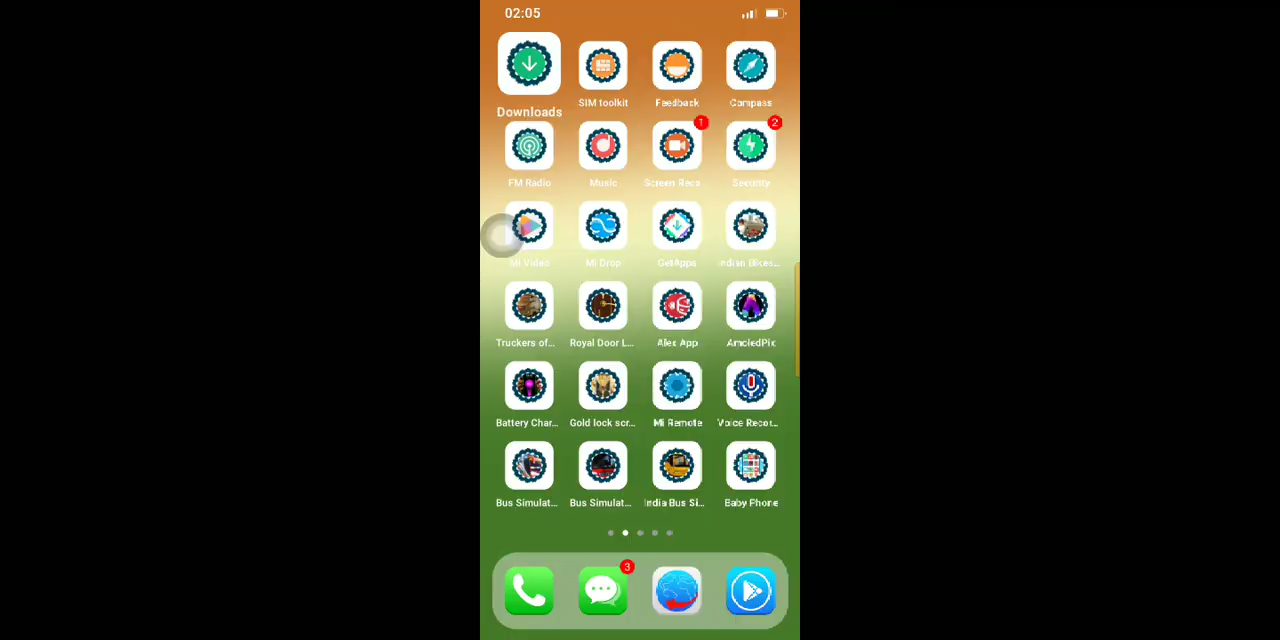 02:05
SIM toolkit Feedback Compass
Downloads
1 2
FM Radio Music Screen Reco Security
Mi Video Mi Drop GetApps Indian Bikes...
Truckers of... Royal Door L... Alex App AmoledPix
Battery Char... Gold lock scr... Mi Remote Voice Recor...
Bus Simulat... Bus Simulat... India Bus Si... Baby Phone
3